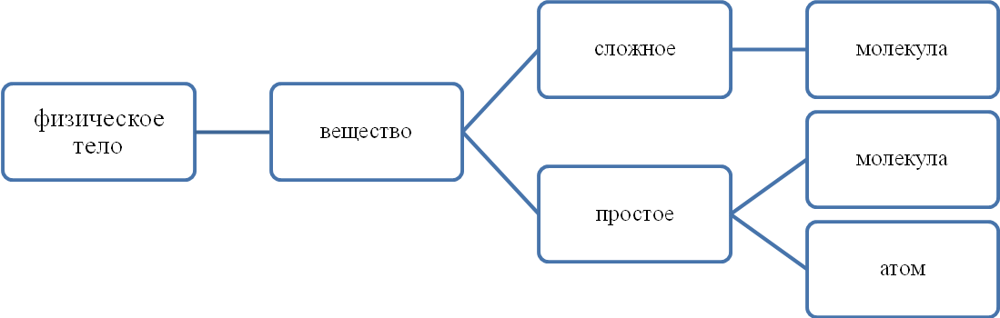 физическое
тело
вещество
сложное
молекула
простое
молекула
атом